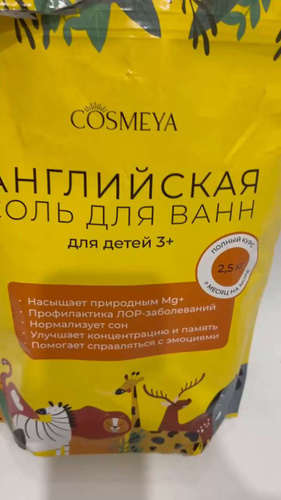 COSMEYA
АНГЛИЙСКАЯ
СОЛЬ ДЛЯ ВАНН
для детей 3+
ПОЛНЫЙ КУРС
2,5 КГ
Насыщает природным Mg+
Профилактика ЛОР-заболеваний
Нормализует сон
Улучшает концентрацию и память
Помогает справляться с эмоциями